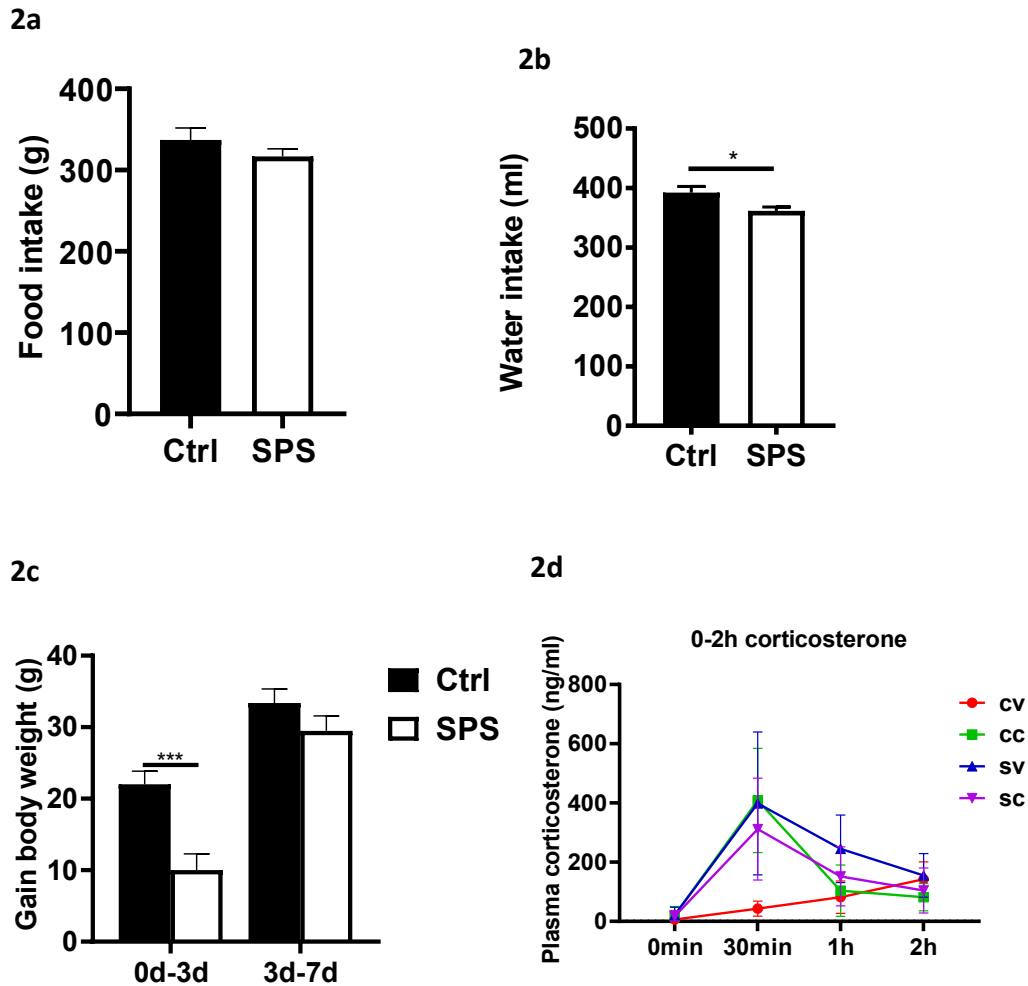 2a
Food intake (g)
400
300
200
100
0
Ctrl SPS
2b
Water intake (ml)
500
400
300
200
100
0
*
Ctrl SPS
2c
Gain body weight (g)
40
30
20
10
0
***
0d-3d 3d-7d
Ctrl
SPS
2d
0-2h corticosterone
Plasma corticosterone (ng/ml)
800
600
400
200
0
0min 30min 1h 2h
cv
cc
sv
sc